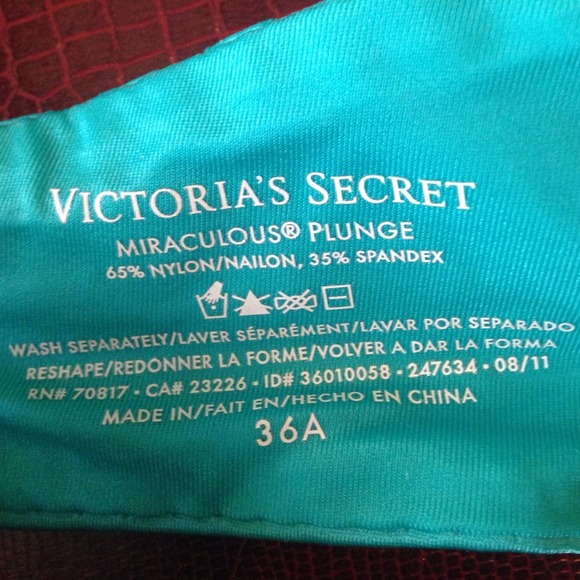 VICTORIA'S SECRET
MIRACULOUS® PLUNGE
65% NYLON/NAILON, 35% SPANDEX
WASH SEPARATELY/LAVER SÉPARÉMENT/LAVAR POR SEPARADO
RESHAPE/REDONNER LA FORME/VOLVER A DAR LA FORMA
RN# 70817 • CA# 23226 • ID# 36010058 • 247634 • 08/11
MADE IN/FAIT EN/HECHO EN CHINA
36A